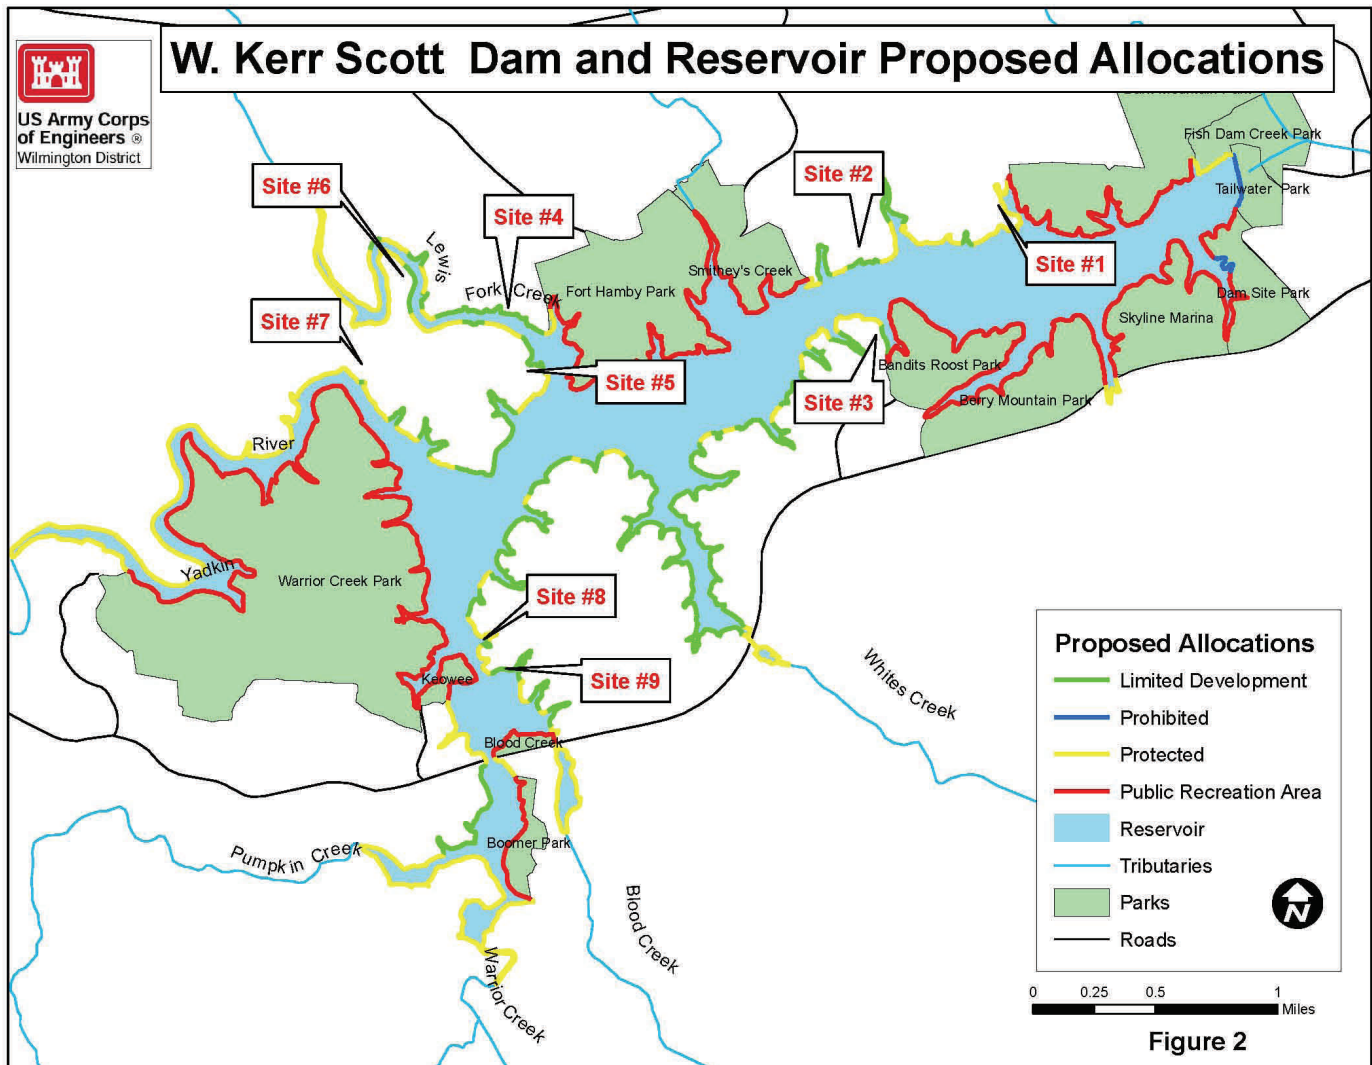 W. Kerr Scott Dam and Reservoir Proposed Allocations
US Army Corps
of Engineers ®
Wilmington District
Fish Dam Creek Park
Tailwater Park
Site #6
Site #2
Site #4
Lewis
Fork Creek
Smithey's Creek
Fort Hamby Park
Site #1
Dam Site Park
Skyline Marina
Site #7
Site #5
Bandits Roost Park
Site #3
Berry Mountain Park
River
Yadkin
Warrior Creek Park
Site #8
Keowee
Site #9
Whites Creek
Blood Creek
Boomer Park
Pumpkin Creek
Blood Creek
Warrior Creek
Proposed Allocations
Limited Development
Prohibited
Protected
Public Recreation Area
Reservoir
Tributaries
Parks
N
Roads
0 0.25 0.5 1
Miles
Figure 2